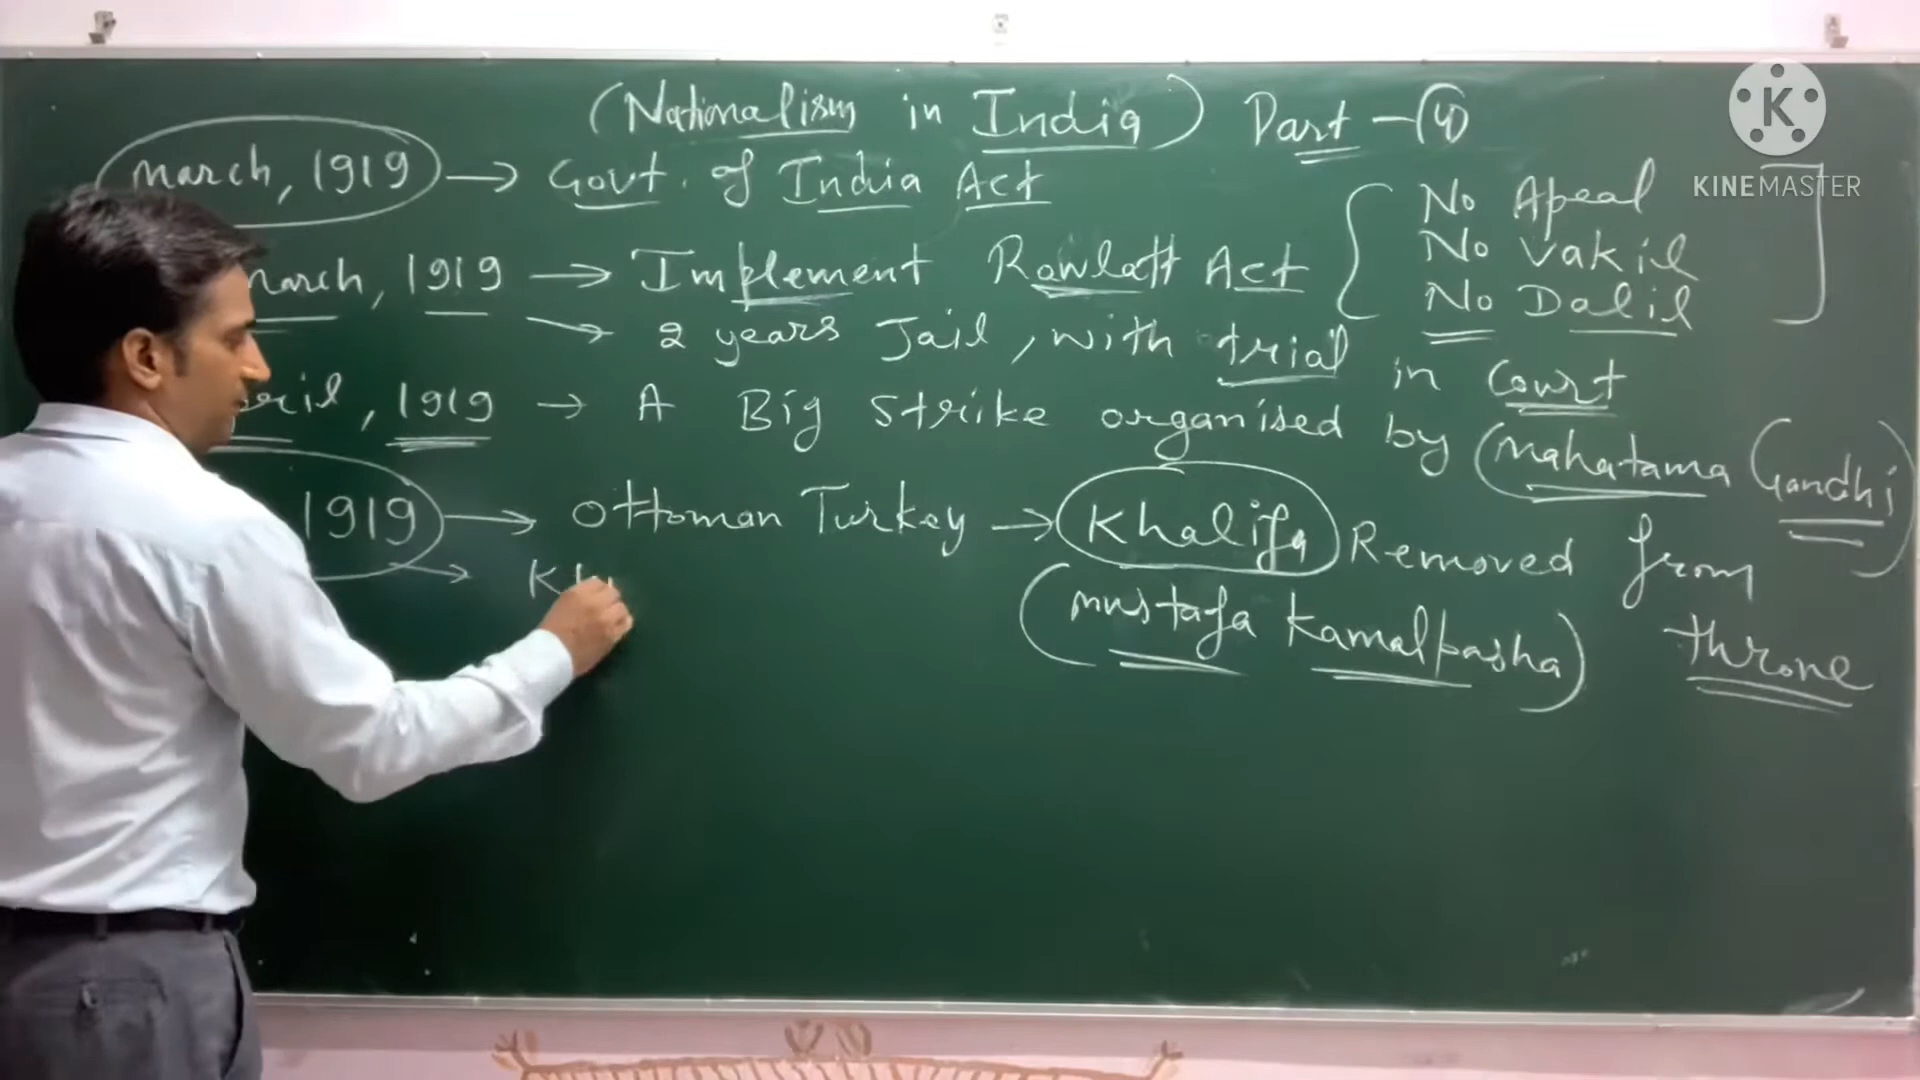 (Nationalism in India) Part - (4)
March, 1919 → Govt. of India Act
March, 1919 → Implement Rowlatt Act
No Apeal
No Vakil
No Dalil
→ 2 years Jail, with trial in Court
1919 → A Big Strike organised by (Mahatama Gandhi)
1919 → Ottoman Turkey → Khalifa Removed from throne
(Mustafa Kamalpasha)
KINEMASTER